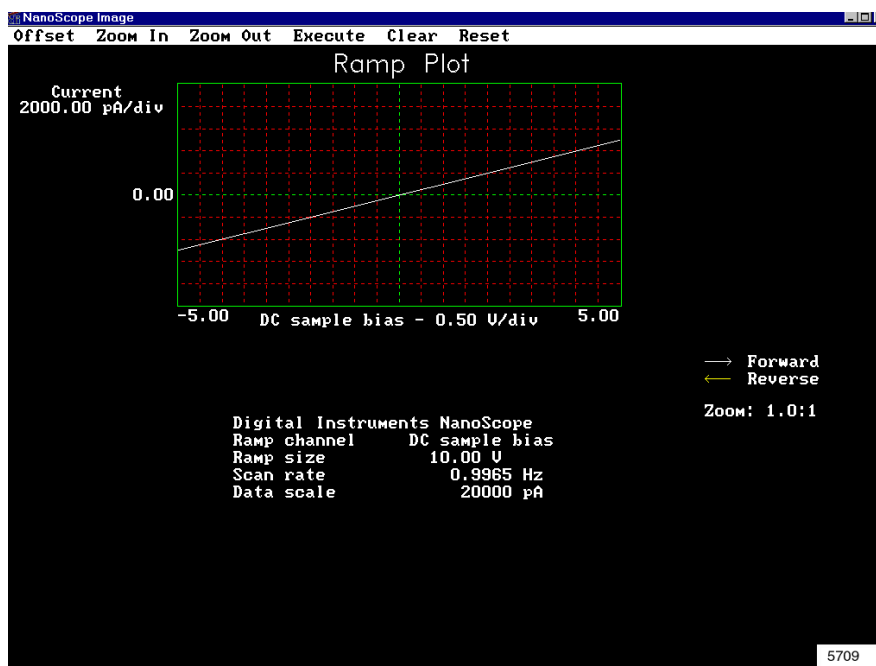 NanoScope Image
Offset Zoom In Zoom Out Execute Clear Reset
Ramp Plot
Current
2000.00 pA/div
0.00
-5.00 DC sample bias - 0.50 V/div 5.00
Forward
Reverse
Zoom: 1.0:1
Digital Instruments NanoScope
Ramp channel DC sample bias
Ramp size 10.00 V
Scan rate 0.9965 Hz
Data scale 20000 pA
5709